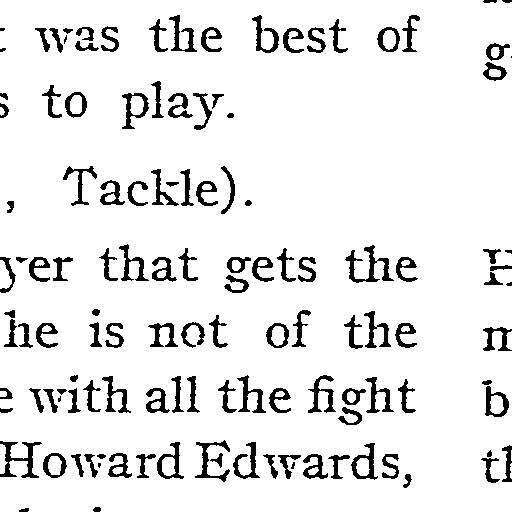 was the best of
to play.
, Tackle).
that gets the
he is not of the
with all the fight
Howard Edwards,